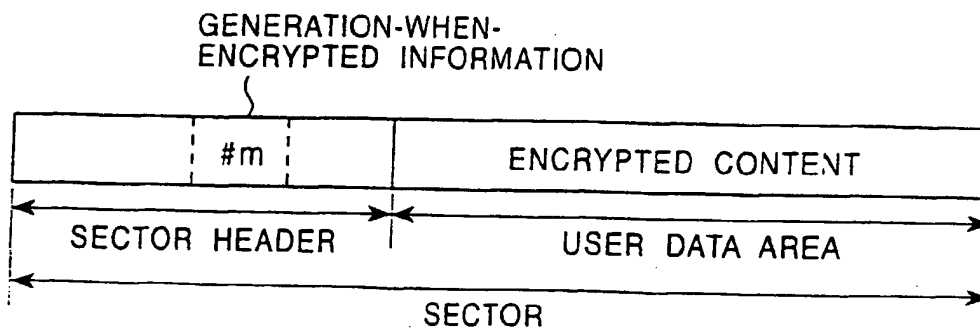 GENERATION-WHEN-
ENCRYPTED INFORMATION
#m
ENCRYPTED CONTENT
SECTOR HEADER
USER DATA AREA
SECTOR